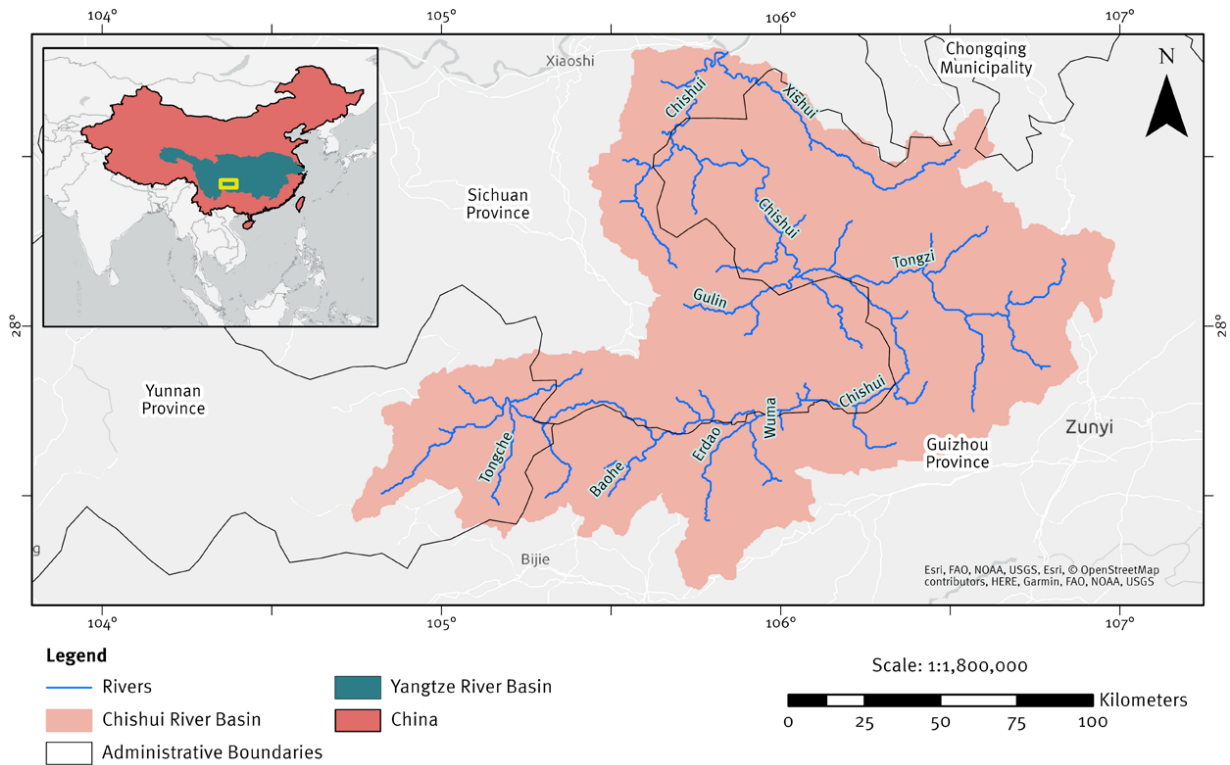 104°
105°
106°
107°
Xiaoshi
Chongqing
Municipality
N
Chishui
Xishui
Sichuan
Province
Chishui
Tongzi
Gulin
28°
28°
Yunnan
Province
Chishui
Wuma
Erdao
Tongche
Baohe
Zunyi
Guizhou
Province
g
Bijie
Esri, FAO, NOAA, USGS, Esri, © OpenStreetMap
contributors, HERE, Garmin, FAO, NOAA, USGS
104°
105°
106°
107°
Legend
Rivers
Yangtze River Basin
Chishui River Basin
China
Administrative Boundaries
Scale: 1:1,800,000
Kilometers
0 25 50 75 100